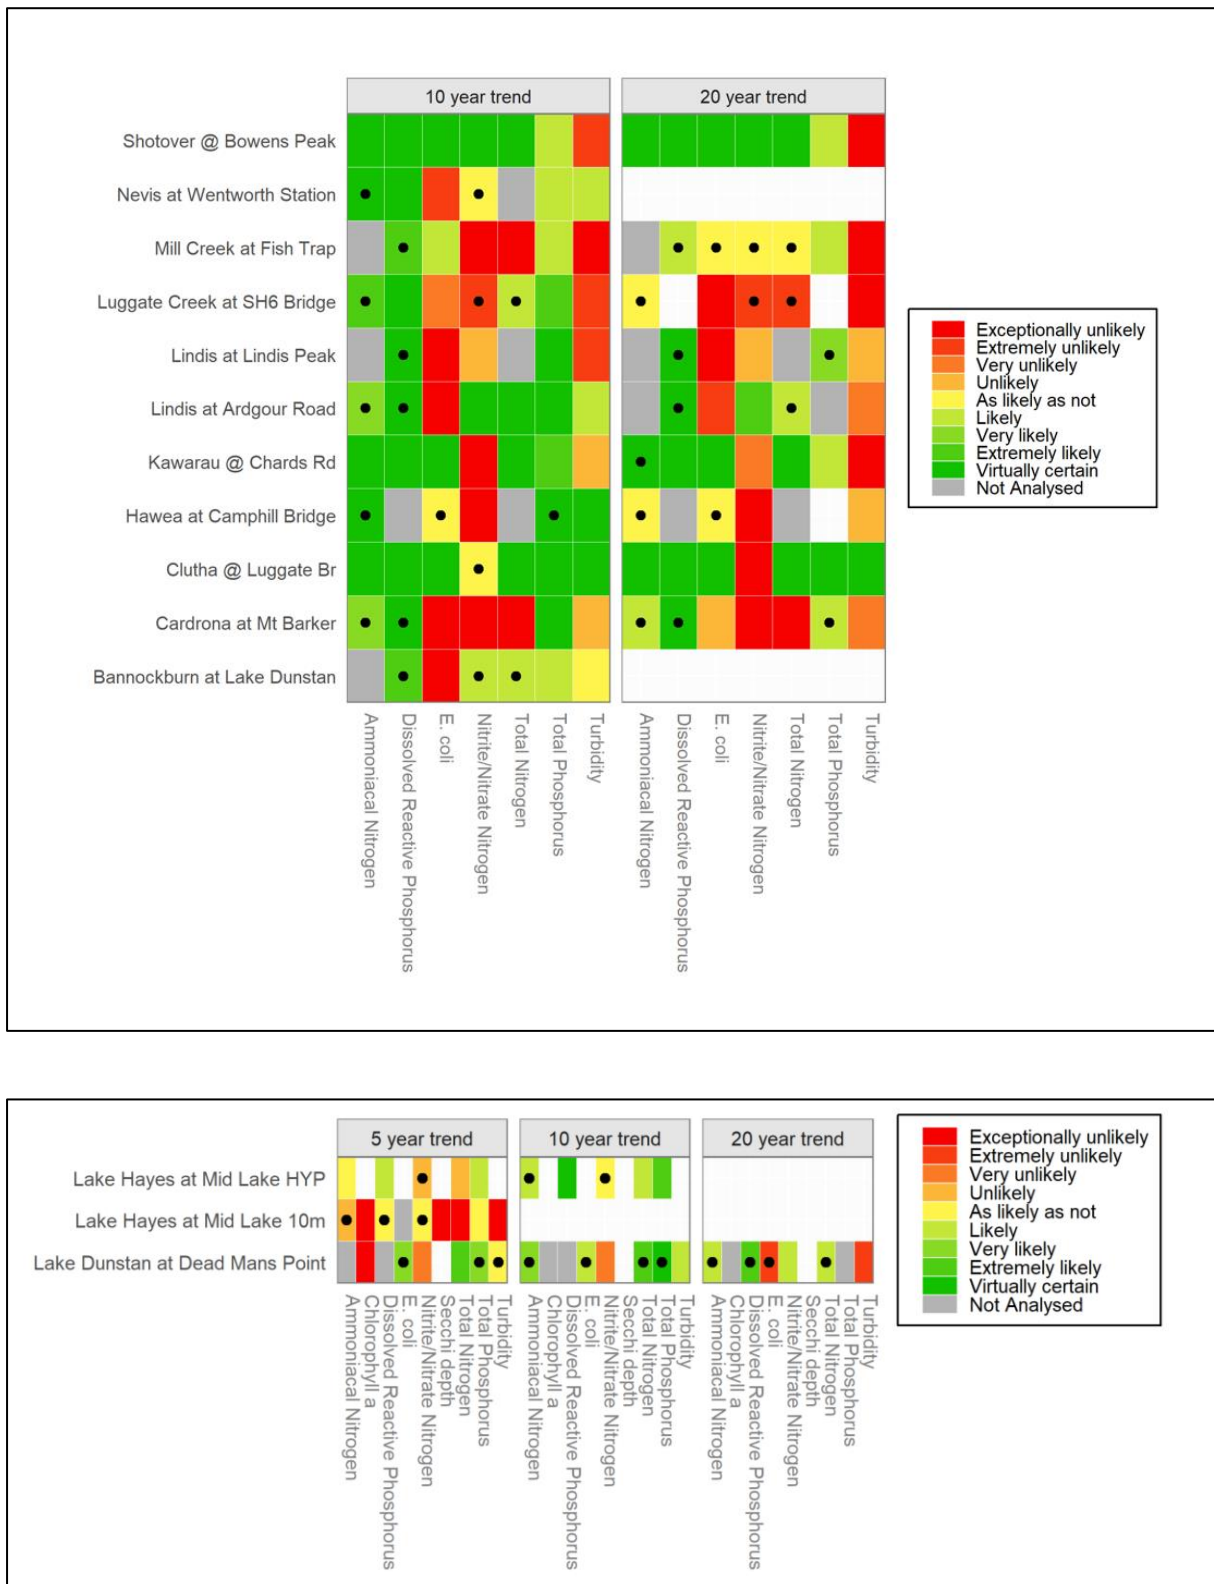 10 year trend
20 year trend
Shotover @ Bowens Peak
Nevis at Wentworth Station
Mill Creek at Fish Trap
Luggate Creek at SH6 Bridge
Lindis at Lindis Peak
Lindis at Ardgour Road
Kawarau @ Chards Rd
Hawea at Camphill Bridge
Clutha @ Luggate Br
Cardrona at Mt Barker
Bannockburn at Lake Dunstan
Ammoniacal Nitrogen
Dissolved Reactive Phosphorus
E. coli
Nitrite/Nitrate Nitrogen
Total Nitrogen
Total Phosphorus
Turbidity
Ammoniacal Nitrogen
Dissolved Reactive Phosphorus
E. coli
Nitrite/Nitrate Nitrogen
Total Nitrogen
Total Phosphorus
Turbidity
Exceptionally unlikely
Extremely unlikely
Very unlikely
Unlikely
As likely as not
Likely
Very likely
Extremely likely
Virtually certain
Not Analysed
5 year trend
10 year trend
20 year trend
Lake Hayes at Mid Lake HYP
Lake Hayes at Mid Lake 10m
Lake Dunstan at Dead Mans Point
Ammoniacal Nitrogen
Chlorophyll a
Dissolved Reactive Phosphorus
E. coli
Nitrite/Nitrate Nitrogen
Secchi depth
Total Nitrogen
Total Phosphorus
Turbidity
Ammoniacal Nitrogen
Chlorophyll a
Dissolved Reactive Phosphorus
E. coli
Nitrite/Nitrate Nitrogen
Secchi depth
Total Nitrogen
Total Phosphorus
Turbidity
Ammoniacal Nitrogen
Chlorophyll a
Dissolved Reactive Phosphorus
E. coli
Nitrite/Nitrate Nitrogen
Secchi depth
Total Nitrogen
Total Phosphorus
Turbidity
Exceptionally unlikely
Extremely unlikely
Very unlikely
Unlikely
As likely as not
Likely
Very likely
Extremely likely
Virtually certain
Not Analysed